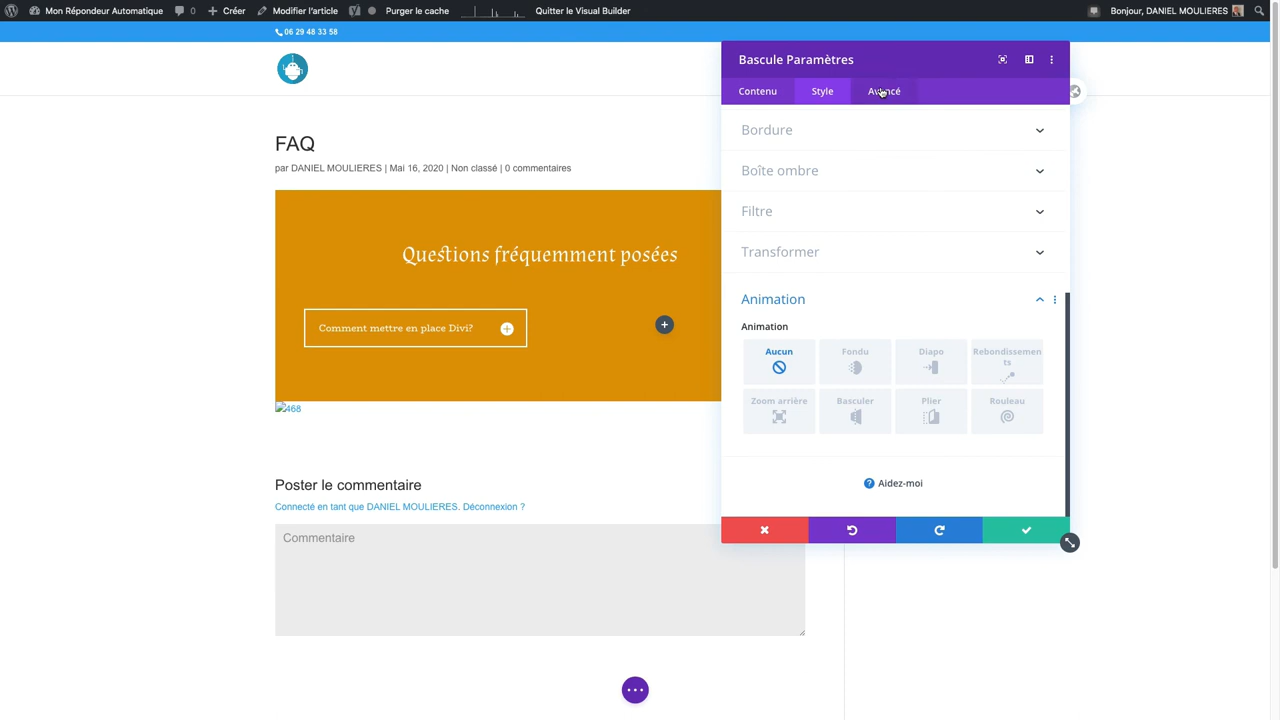 Mon Répondeur Automatique 0 Créer Modifier l'article Purger le cache Quitter le Visual Builder Bonjour, DANIEL MOULIERES
06 29 48 33 58
Bascule Paramètres
Contenu Style Avancé
Bordure
Boîte ombre
Filtre
Transformer
Animation
Animation
Aucun Fondu Diapo Rebondissemen
ts
Zoom arrière Basculer Plier Rouleau
Aidez-moi
FAQ
par DANIEL MOULIERES | Mai 16, 2020 | Non classé | 0 commentaires
Questions fréquemment posées
Comment mettre en place Divi?
468
Poster le commentaire
Connecté en tant que DANIEL MOULIERES. Déconnexion ?
Commentaire